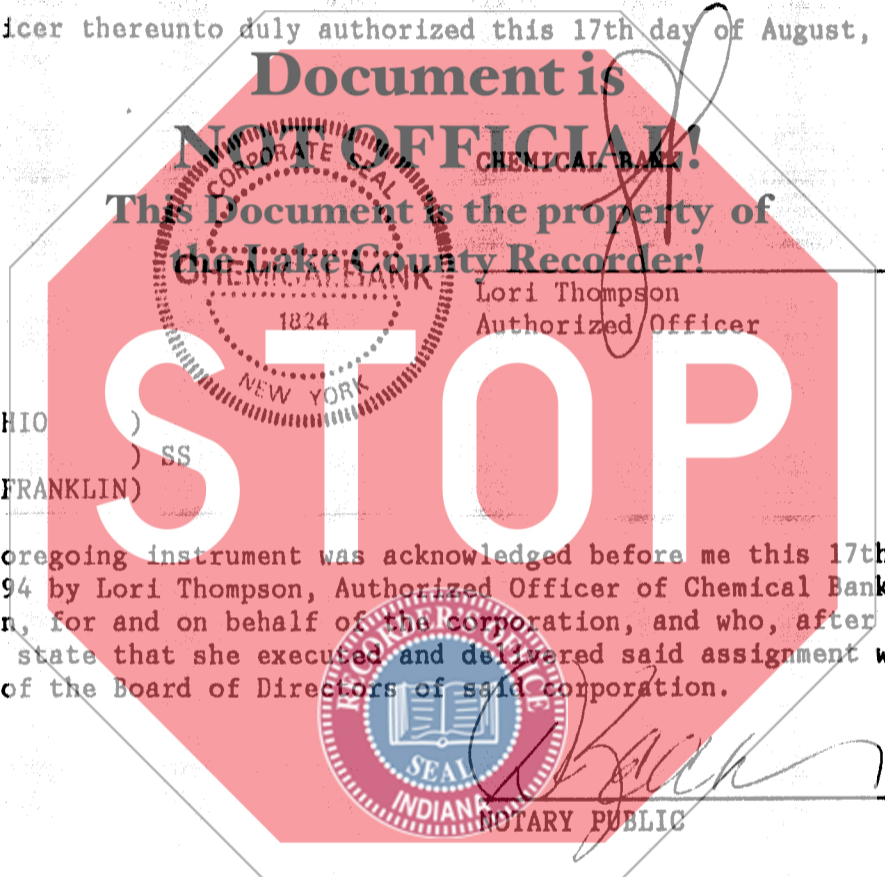 icer thereunto duly authorized this 17th day of August,
Document is
NOT OFFICIAL!
CORPORATE SEAL
CHEMICAL BANK
This Document is the property of
the Lake County Recorder!
CHEMICAL BANK
Lori Thompson
1824
Authorized Officer
NEW YORK
STOP
HIO )
) SS
FRANKLIN)
oregoing instrument was acknowledged before me this 17th
94 by Lori Thompson, Authorized Officer of Chemical Bank
n, for and on behalf of the corporation, and who, after
state that she executed and delivered said assignment w
of the Board of Directors of said corporation.
RECORDER'S OFFICE
SEAL
INDIANA
NOTARY PUBLIC